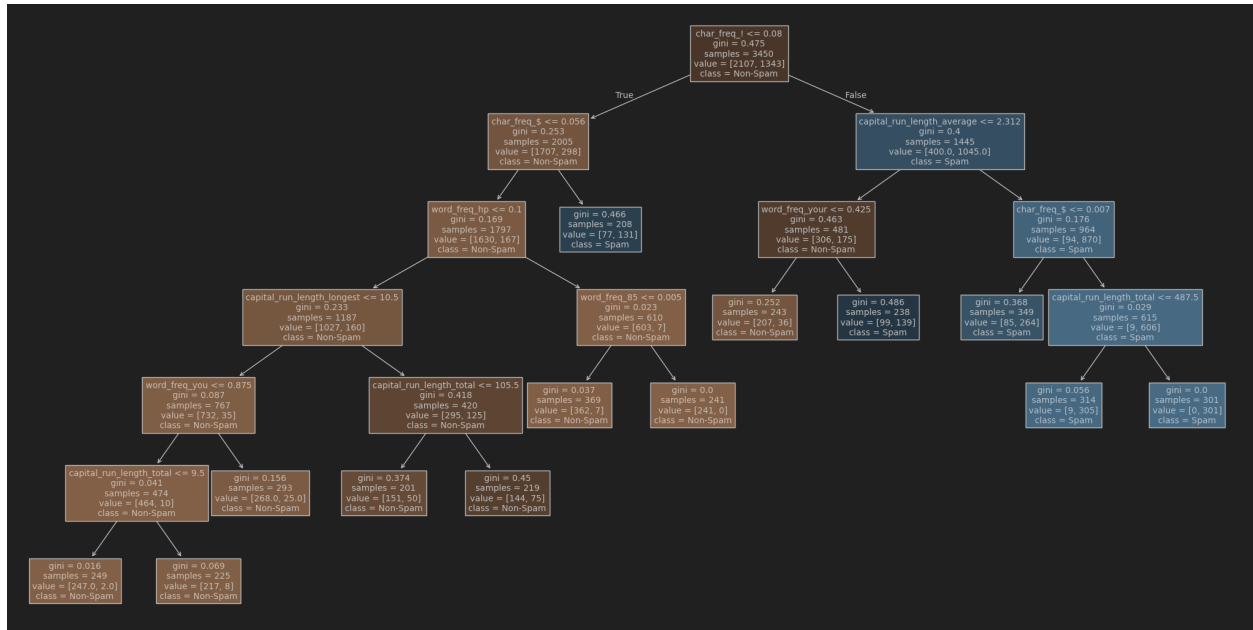 char_freq_! <= 0.08
gini = 0.475
samples = 3450
value = [2107, 1343]
class = Non-Spam
True
False
char_freq_$ <= 0.056
gini = 0.253
samples = 2005
value = [1707, 298]
class = Non-Spam
capital_run_length_average <= 2.312
gini = 0.4
samples = 1445
value = [400.0, 1045.0]
class = Spam
word_freq_hp <= 0.1
gini = 0.169
samples = 1797
value = [1630, 167]
class = Non-Spam
gini = 0.466
samples = 208
value = [77, 131]
class = Spam
word_freq_your <= 0.425
gini = 0.463
samples = 481
value = [306, 175]
class = Non-Spam
char_freq_$ <= 0.007
gini = 0.176
samples = 964
value = [94, 870]
class = Spam
capital_run_length_longest <= 10.5
gini = 0.233
samples = 1187
value = [1027, 160]
class = Non-Spam
word_freq_85 <= 0.005
gini = 0.023
samples = 610
value = [603, 7]
class = Non-Spam
gini = 0.252
samples = 243
value = [207, 36]
class = Non-Spam
gini = 0.486
samples = 238
value = [99, 139]
class = Spam
gini = 0.368
samples = 349
value = [85, 264]
class = Spam
capital_run_length_total <= 487.5
gini = 0.029
samples = 615
value = [9, 606]
class = Spam
word_freq_you <= 0.875
gini = 0.087
samples = 767
value = [732, 35]
class = Non-Spam
capital_run_length_total <= 105.5
gini = 0.418
samples = 420
value = [295, 125]
class = Non-Spam
gini = 0.037
samples = 369
value = [362, 7]
class = Non-Spam
gini = 0.0
samples = 241
value = [241, 0]
class = Non-Spam
gini = 0.056
samples = 314
value = [9, 305]
class = Spam
gini = 0.0
samples = 301
value = [0, 301]
class = Spam
capital_run_length_total <= 9.5
gini = 0.041
samples = 474
value = [464, 10]
class = Non-Spam
gini = 0.156
samples = 293
value = [268.0, 25.0]
class = Non-Spam
gini = 0.374
samples = 201
value = [151, 50]
class = Non-Spam
gini = 0.45
samples = 219
value = [144, 75]
class = Non-Spam
gini = 0.016
samples = 249
value = [247.0, 2.0]
class = Non-Spam
gini = 0.069
samples = 225
value = [217, 8]
class = Non-Spam